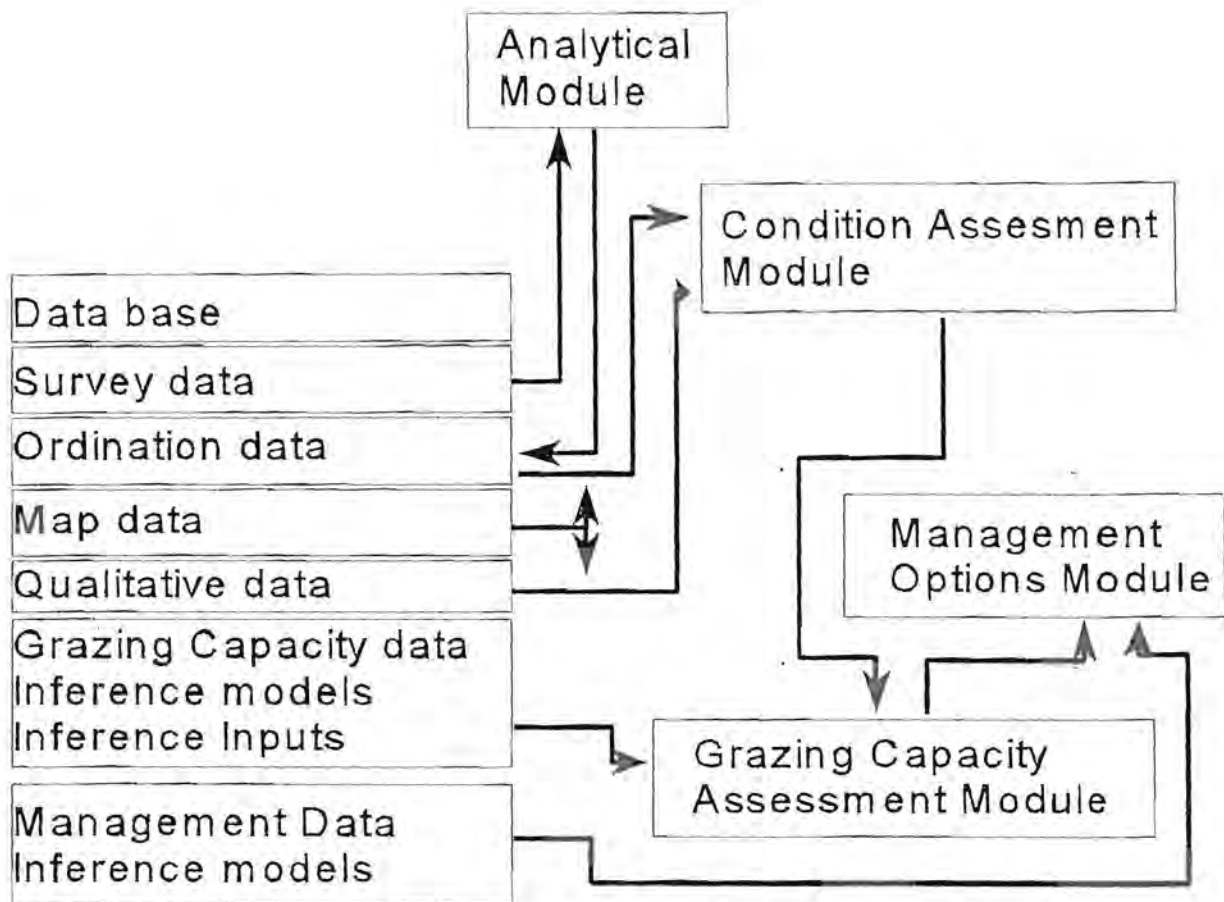 Analytical
Module
Condition Assesment
Module
Data base
Survey data
Ordination data
Map data
Qualitative data
Grazing Capacity data
Inference models
Inference Inputs
Management Data
Inference models
Management
Options Module
Grazing Capacity
Assessment Module